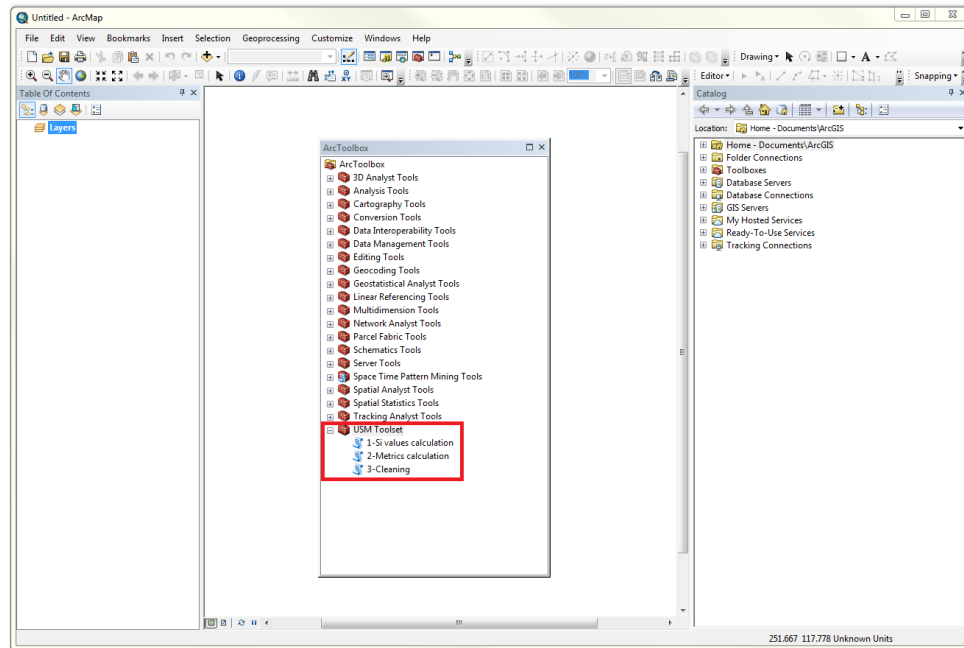 Untitled - ArcMap
File Edit View Bookmarks Insert Selection Geoprocessing Customize Windows Help
Drawing A
100% Editor Snapping
Table Of Contents
Layers
ArcToolbox
ArcToolbox
3D Analyst Tools
Analysis Tools
Cartography Tools
Conversion Tools
Data Interoperability Tools
Data Management Tools
Editing Tools
Geocoding Tools
Geostatistical Analyst Tools
Linear Referencing Tools
Multidimension Tools
Network Analyst Tools
Parcel Fabric Tools
Schematics Tools
Server Tools
Space Time Pattern Mining Tools
Spatial Analyst Tools
Spatial Statistics Tools
Tracking Analyst Tools
USM Toolset
1-Si values calculation
2-Metrics calculation
3-Cleaning
Catalog
Location: Home - Documents\ArcGIS
Home - Documents\ArcGIS
Folder Connections
Toolboxes
Database Servers
Database Connections
GIS Servers
My Hosted Services
Ready-To-Use Services
Tracking Connections
251.667 117.778 Unknown Units